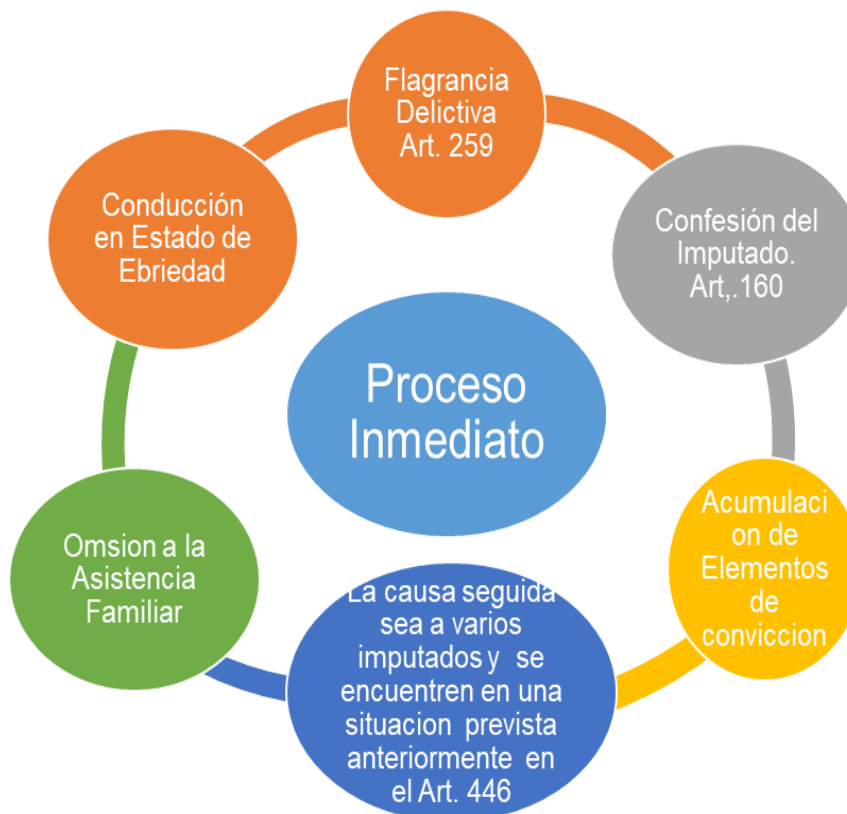 Flagrancia
Delictiva
Art. 259
Confesión del
Imputado.
Art,.160
Acumulaci
on de
Elementos
de
conviccion
La causa seguida
sea a varios
imputados y se
encuentren en una
situacion prevista
anteriormente en
el Art. 446
Omsion a la
Asistencia
Familiar
Conducción
en Estado de
Ebriedad
Proceso
Inmediato